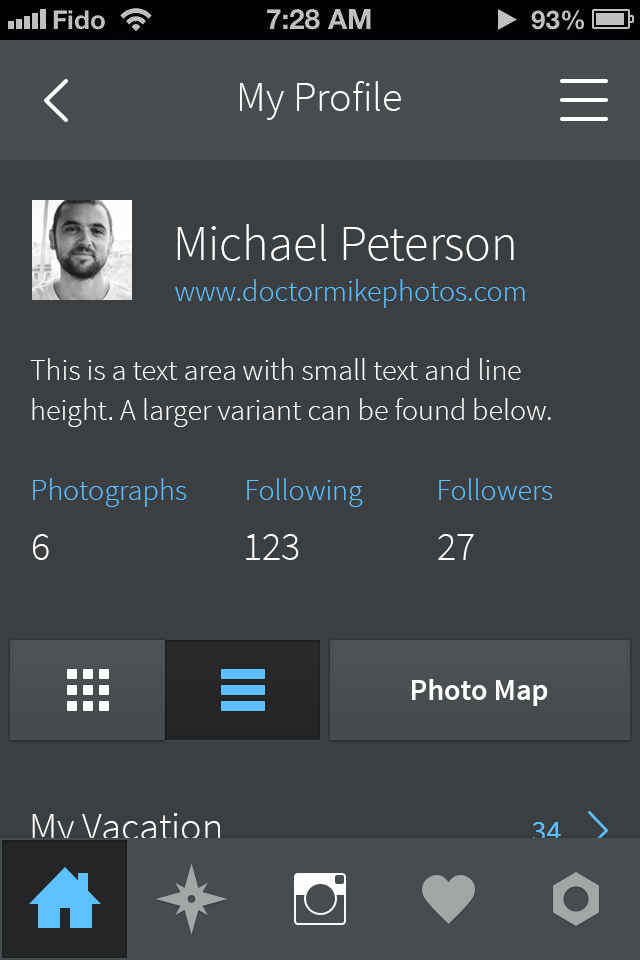 Fido 7:28 AM 93%
My Profile
Michael Peterson
www.doctormikephotos.com
This is a text area with small text and line
height. A larger variant can be found below.
Photographs Following Followers
6 123 27
Photo Map
My Vacation 34